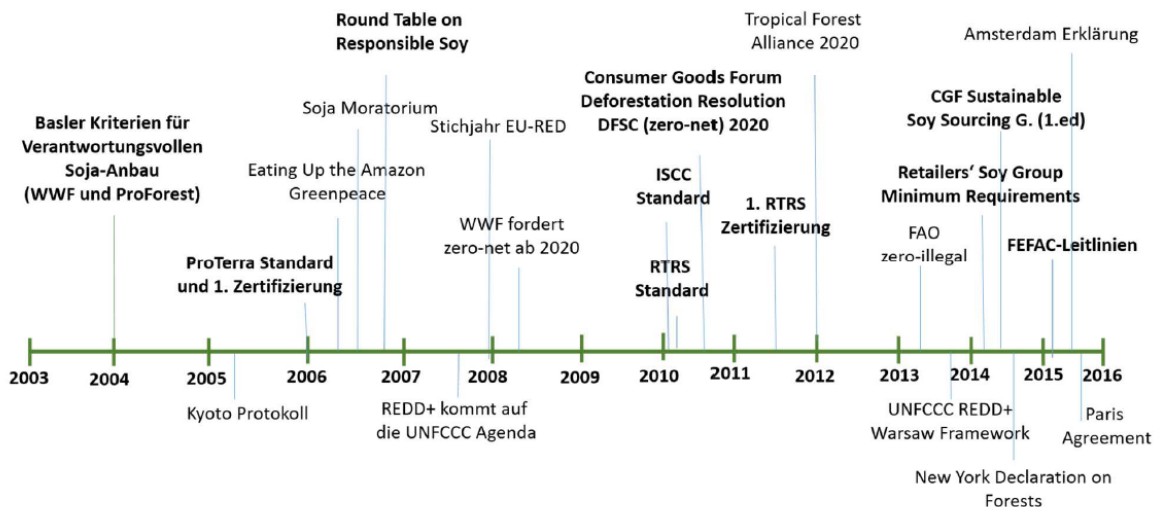 Round Table on
Responsible Soy
Tropical Forest
Alliance 2020
Amsterdam Erklärung
Consumer Goods Forum
Deforestation Resolution
DFSC (zero-net) 2020
CGF Sustainable
Soy Sourcing G. (1.ed)
Soja Moratorium
Basler Kriterien für
Verantwortungsvollen
Soja-Anbau
(WWF und ProForest)
Stichjahr EU-RED
Eating Up the Amazon
Greenpeace
ISCC
Standard
Retailers‘ Soy Group
Minimum Requirements
1. RTRS
Zertifizierung
WWF fordert
zero-net ab 2020
FAO
zero-illegal
FEFAC-Leitlinien
ProTerra Standard
und 1. Zertifizierung
RTRS
Standard
2003 2004 2005 2006 2007 2008 2009 2010 2011 2012 2013 2014 2015 2016
Kyoto Protokoll
REDD+ kommt auf
die UNFCCC Agenda
UNFCCC REDD+
Warsaw Framework
Paris
Agreement
New York Declaration on
Forests